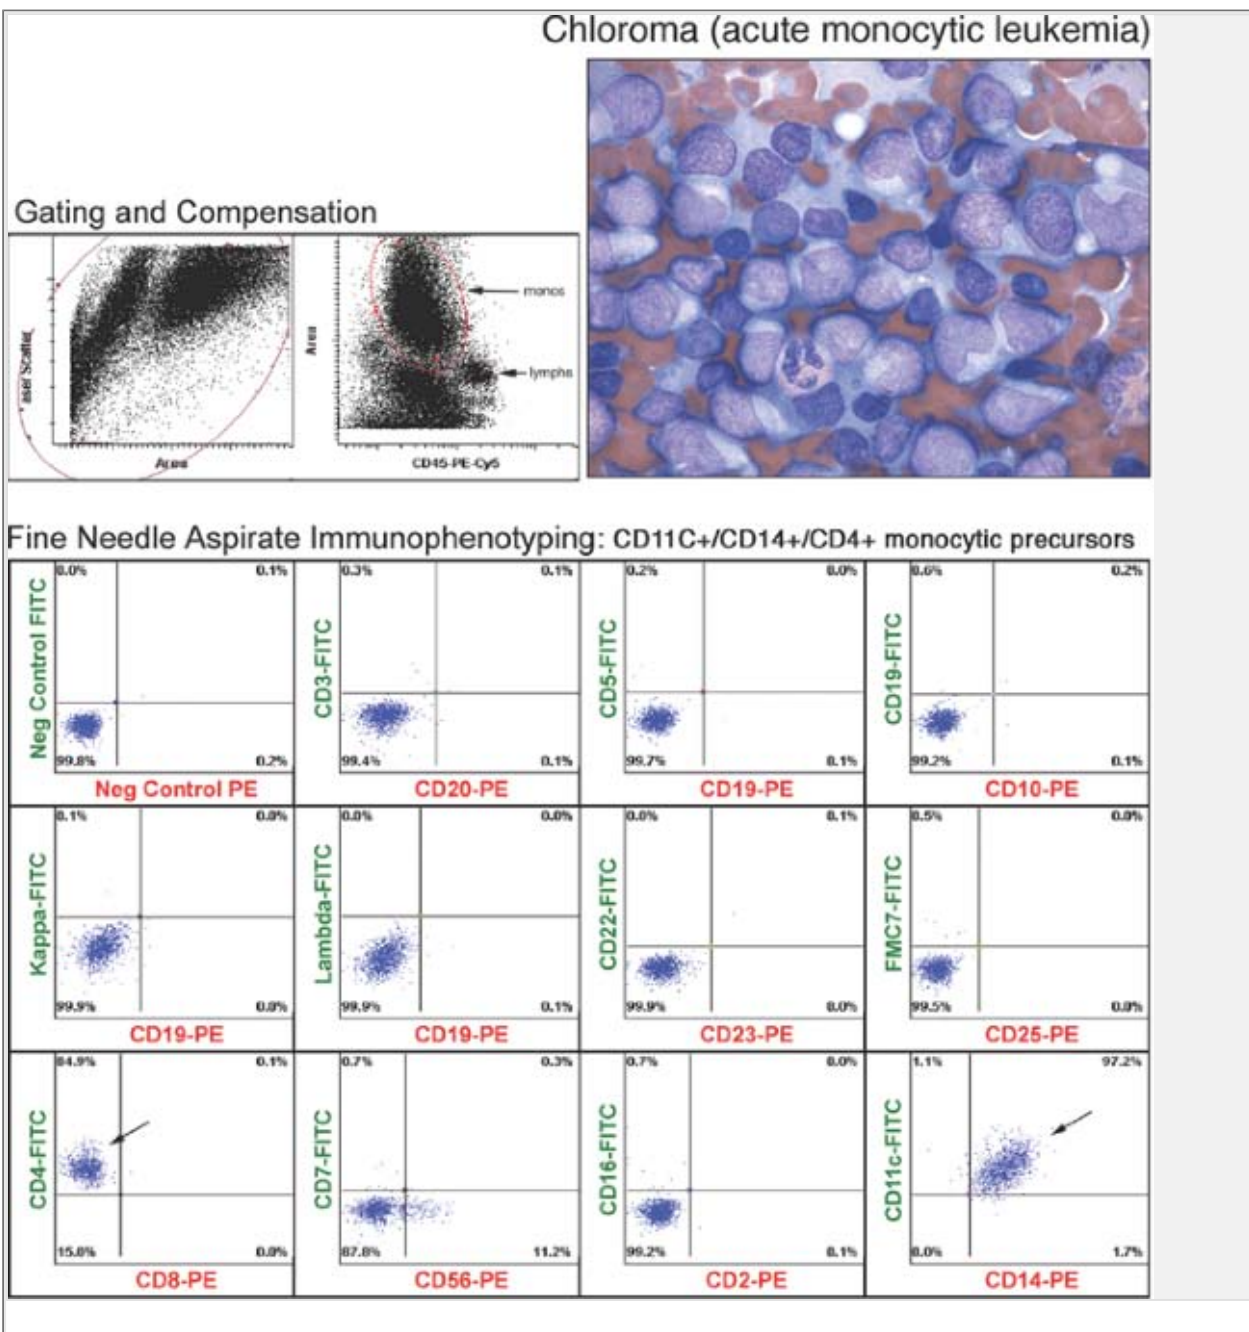 Chloroma (acute monocytic leukemia)
Gating and Compensation
Area
monos
lymphs
Area
CD45-PE-Cy5
Fine Needle Aspirate Immunophenotyping: CD11C+/CD14+/CD4+ monocytic precursors
0.0% 0.1%
Neg Control FITC
99.8% 0.2%
Neg Control PE
0.3% 0.1%
CD3-FITC
99.4% 0.1%
CD20-PE
0.2% 0.0%
CD5-FITC
99.7% 0.1%
CD19-PE
0.6% 0.2%
CD19-FITC
99.2% 0.1%
CD10-PE
0.1% 0.0%
Kappa-FITC
99.9% 0.0%
CD19-PE
0.0% 0.0%
Lambda-FITC
99.9% 0.1%
CD19-PE
0.0% 0.1%
CD22-FITC
99.9% 0.0%
CD23-PE
0.5% 0.0%
FMC7-FITC
99.5% 0.0%
CD25-PE
84.9% 0.1%
CD4-FITC
15.0% 0.0%
CD8-PE
0.7% 0.3%
CD7-FITC
87.8% 11.2%
CD56-PE
0.7% 0.0%
CD16-FITC
99.2% 0.1%
CD2-PE
1.1% 97.2%
CD11c-FITC
0.0% 1.7%
CD14-PE